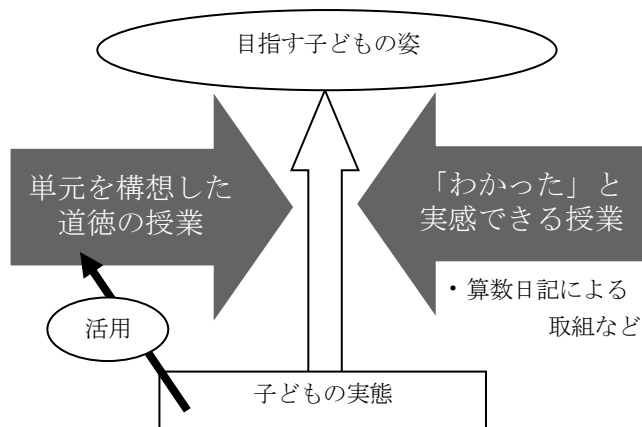 目指す子どもの姿
単元を構想した
道徳の授業
「わかった」と
実感できる授業
・算数日記による
取組など
活用
子どもの実態